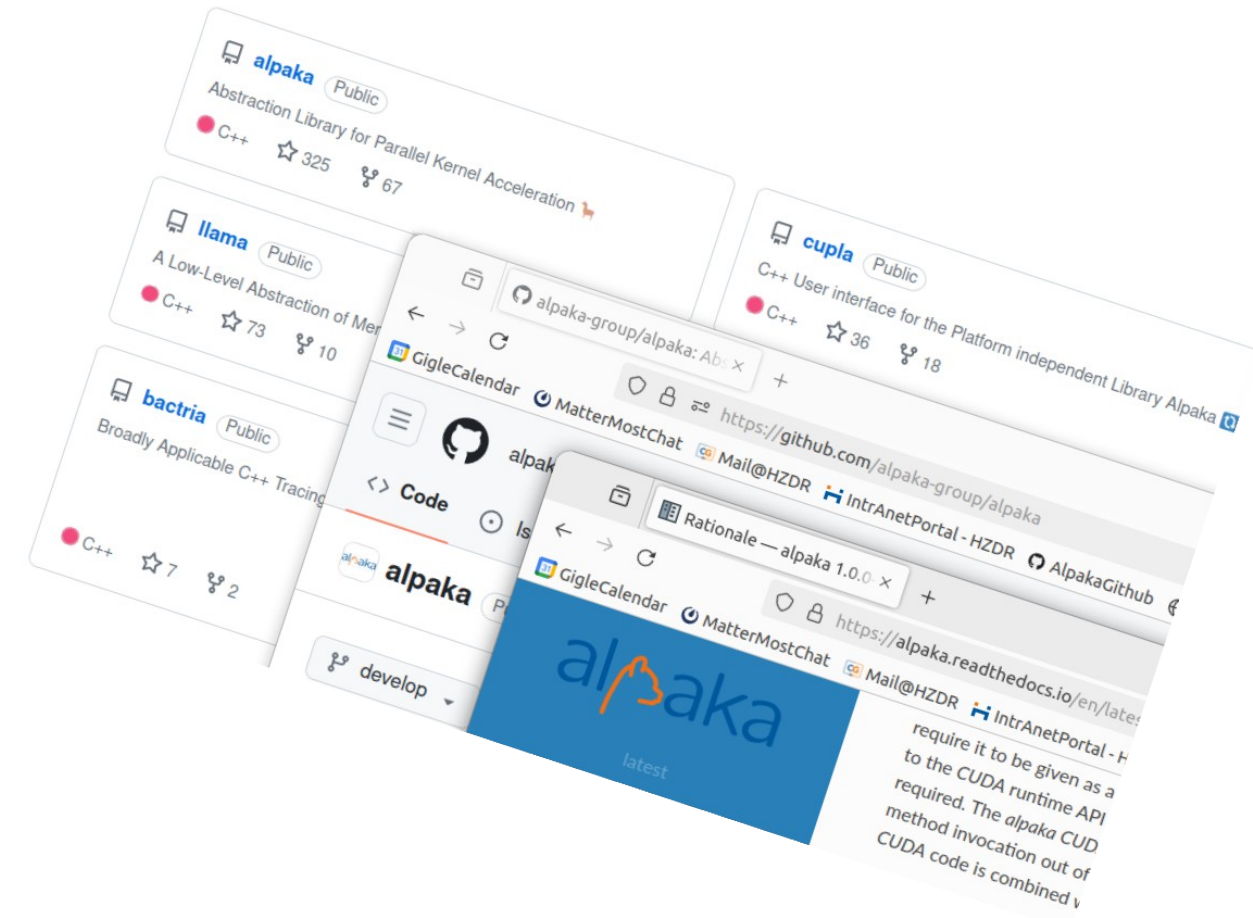 alpaka Public
Abstraction Library for Parallel Kernel Acceleration
C++ 325 67
llama Public
A Low-Level Abstraction of
C++ 73 10
bactria Public
Broadly Applicable C++ Tracing
C++ 7 2
cupla Public
C++ User interface for the Platform independent Library Alpaka
C++ 36 18
alpaka-group/alpaka:
https://github.com/alpaka-group/alpaka
31 GigleCalendar MatterMostChat CG Mail@HZDR IntrAnetPortal - HZDR AlpakaGithub
Code
alpaka
develop
Rationale — alpaka 1.0.0-
https://alpaka.readthedocs.io/en/lates
31 GigleCalendar MatterMostChat CG Mail@HZDR IntrAnetPortal - H
alpaka
latest
require it to be given as a
to the CUDA runtime API
required. The alpaka CUD
method invocation out of
CUDA code is combined